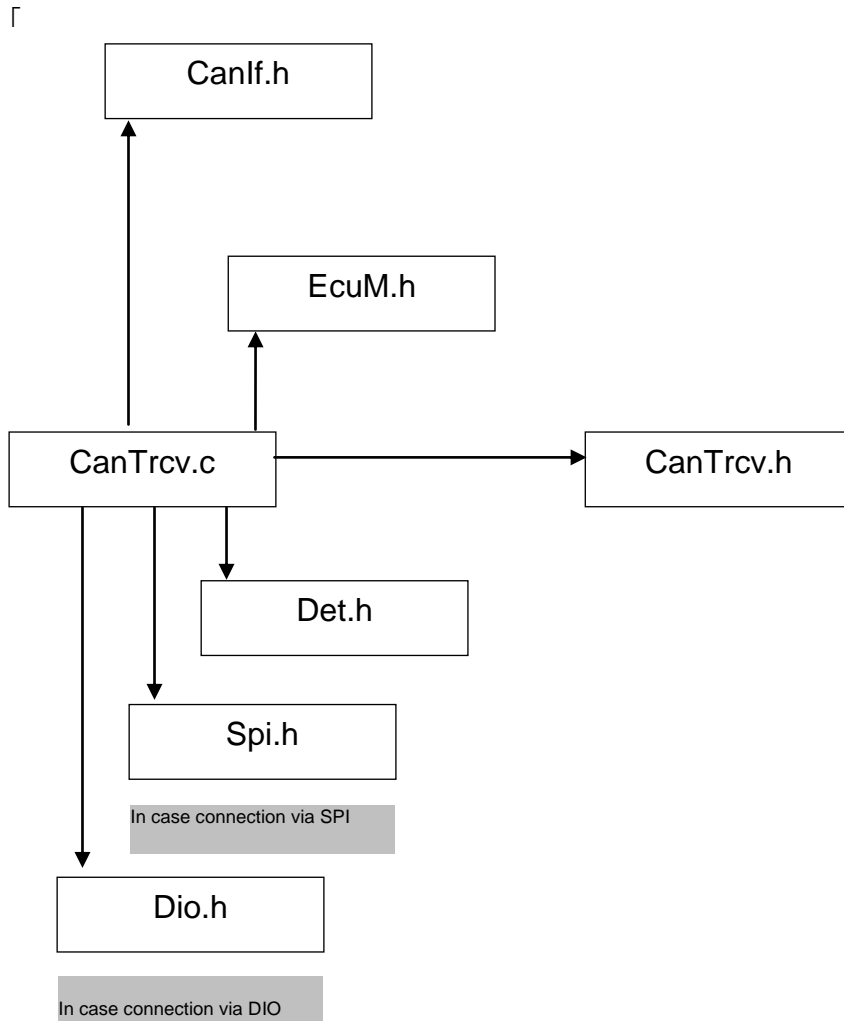 ⌈
CanIf.h
EcuM.h
CanTrcv.c
CanTrcv.h
Det.h
Spi.h
In case connection via SPI
Dio.h
In case connection via DIO